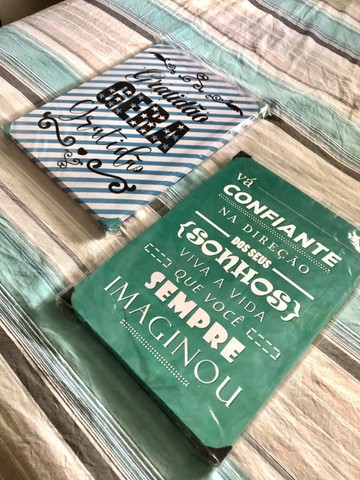 Gratidão
GERA
Gratidão
vá
CONFIANTE
NA DIREÇÃO
DOS SEUS
{SONHOS}
VIVA A VIDA
QUE VOCÊ
SEMPRE
IMAGINOU